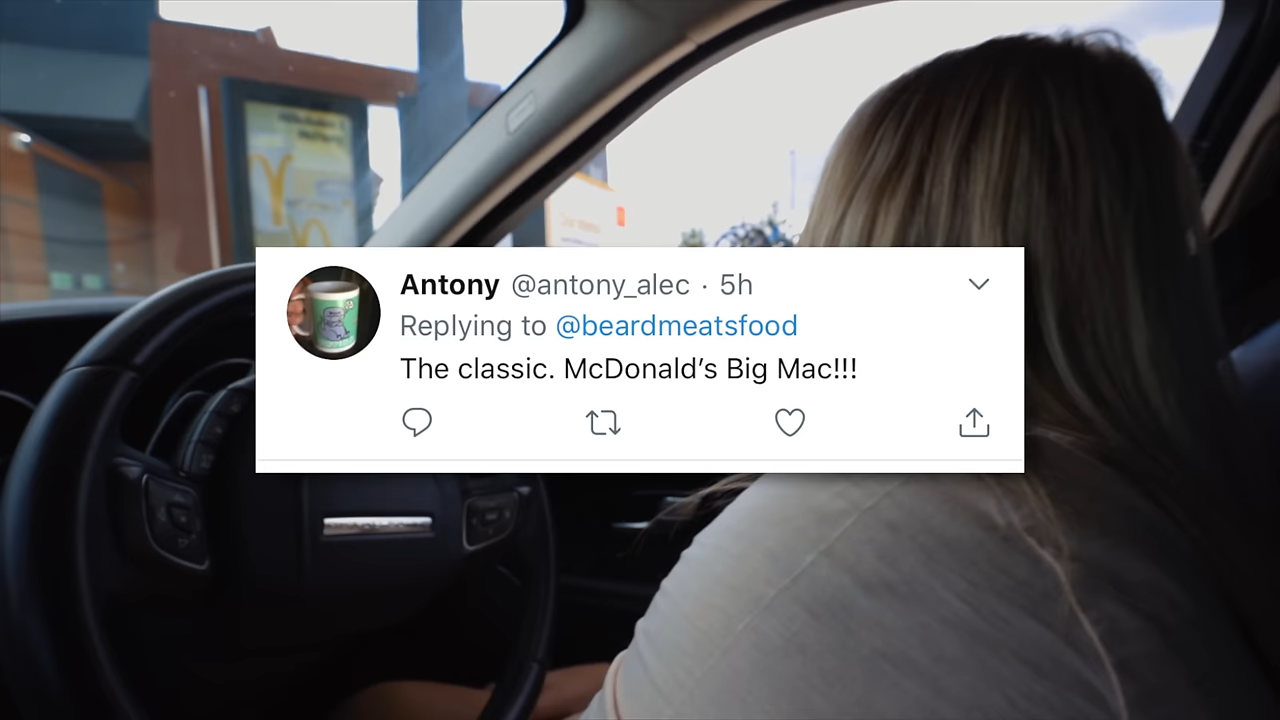 Antony @antony_alec · 5h
Replying to @beardmeatsfood
The classic. McDonald’s Big Mac!!!